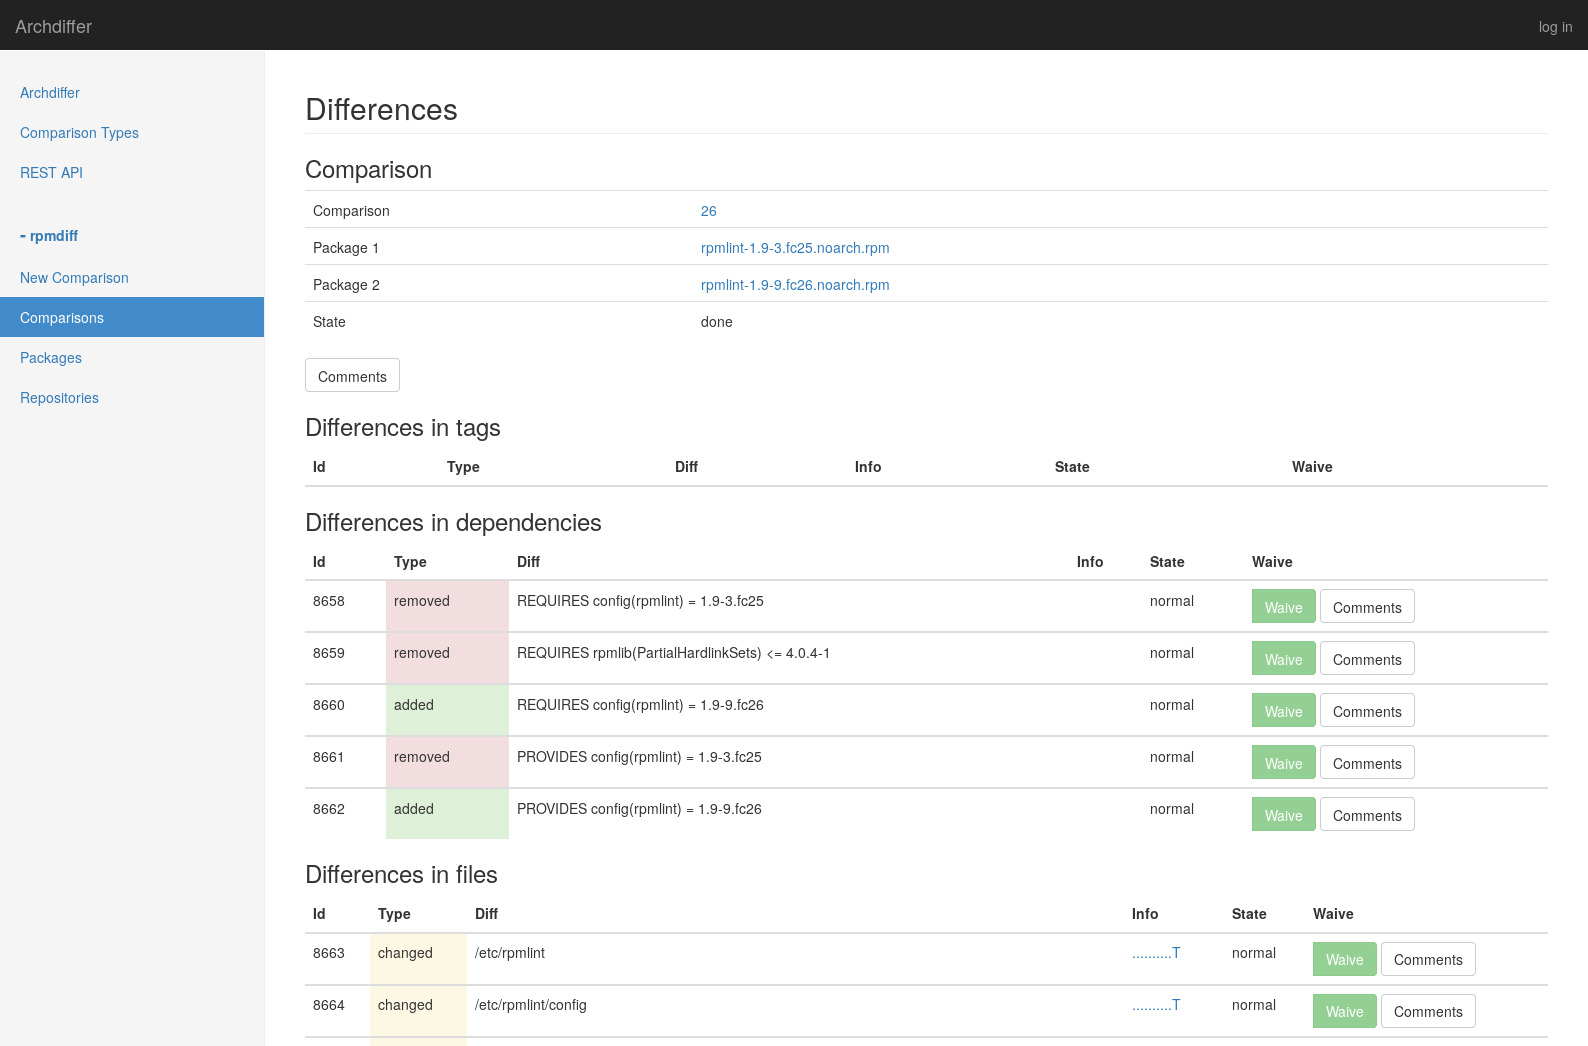 Archdiffer log in
Archdiffer
Comparison Types
REST API
- rpmdiff
New Comparison
Comparisons
Packages
Repositories
Differences
Comparison
Comparison 26
Package 1 rpmlint-1.9-3.fc25.noarch.rpm
Package 2 rpmlint-1.9-9.fc26.noarch.rpm
State done
Comments
Differences in tags
Id Type Diff Info State Waive
Differences in dependencies
Id Type Diff Info State Waive
8658 removed REQUIRES config(rpmlint) = 1.9-3.fc25 normal Waive Comments
8659 removed REQUIRES rpmlib(PartialHardlinkSets) <= 4.0.4-1 normal Waive Comments
8660 added REQUIRES config(rpmlint) = 1.9-9.fc26 normal Waive Comments
8661 removed PROVIDES config(rpmlint) = 1.9-3.fc25 normal Waive Comments
8662 added PROVIDES config(rpmlint) = 1.9-9.fc26 normal Waive Comments
Differences in files
Id Type Diff Info State Waive
8663 changed /etc/rpmlint ..........T normal Waive Comments
8664 changed /etc/rpmlint/config ..........T normal Waive Comments